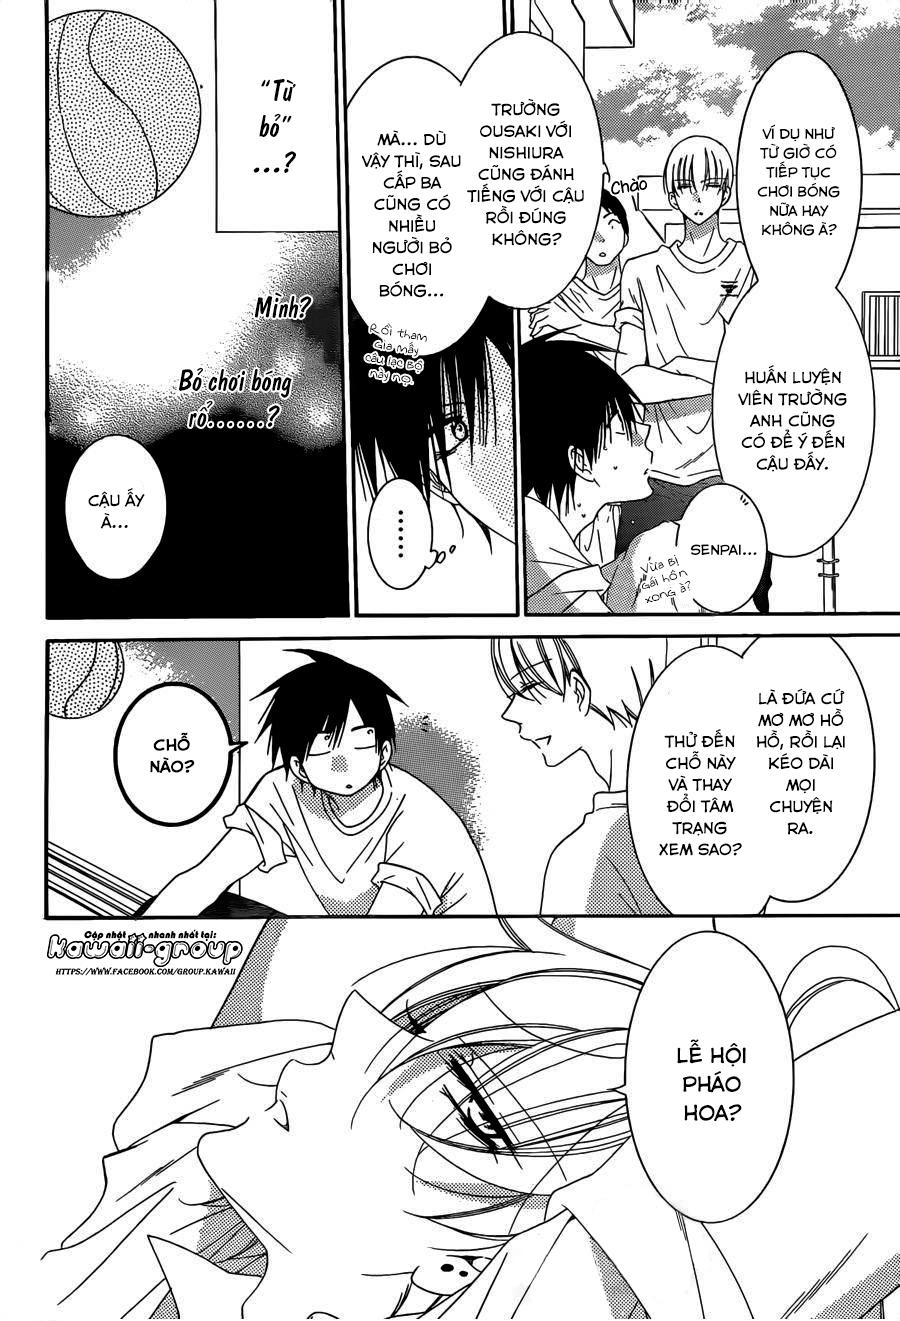 VÍ DỤ NHƯ
TỪ GIỜ CÓ
TIẾP TỤC
CHƠI BÓNG
NỮA HAY
KHÔNG À?
Chào
HUẤN LUYỆN
VIÊN TRƯỜNG
ANH CŨNG
CÓ ĐỂ Ý ĐẾN
CẬU ĐẤY.
SENPAI...
Vừa Bị
Gái hôn
xong à?
TRƯỜNG
OUSAKI VỚI
NISHIURA
CŨNG ĐÁNH
TIẾNG VỚI CẬU
RỒI ĐÚNG
KHÔNG?
MÀ... DÙ
VẬY THÌ, SAU
CẤP BA
CŨNG CÓ
NHIỀU
NGƯỜI BỎ
CHƠI
BÓNG...
Rồi tham
Gia mấy
câu lạc Bộ
này nọ.
......
"Từ
bỏ"
...?
Mình?
Bỏ chơi bóng
rổ.......?
CẬU ẤY
À...
LÀ ĐỨA CỨ
MƠ MƠ HỒ
HỒ, RỒI LẠI
KÉO DÀI
MỌI
CHUYỆN
RA.
THỬ ĐẾN
CHỖ NÀY
VÀ THAY
ĐỔI TÂM
TRẠNG
XEM SAO?
CHỖ
NÀO?
Cập nhật nhanh nhất tại:
kawaii-group
HTTPS://WWW.FACEBOOK.COM/GROUP.KAWAII
LỄ HỘI
PHÁO
HOA?